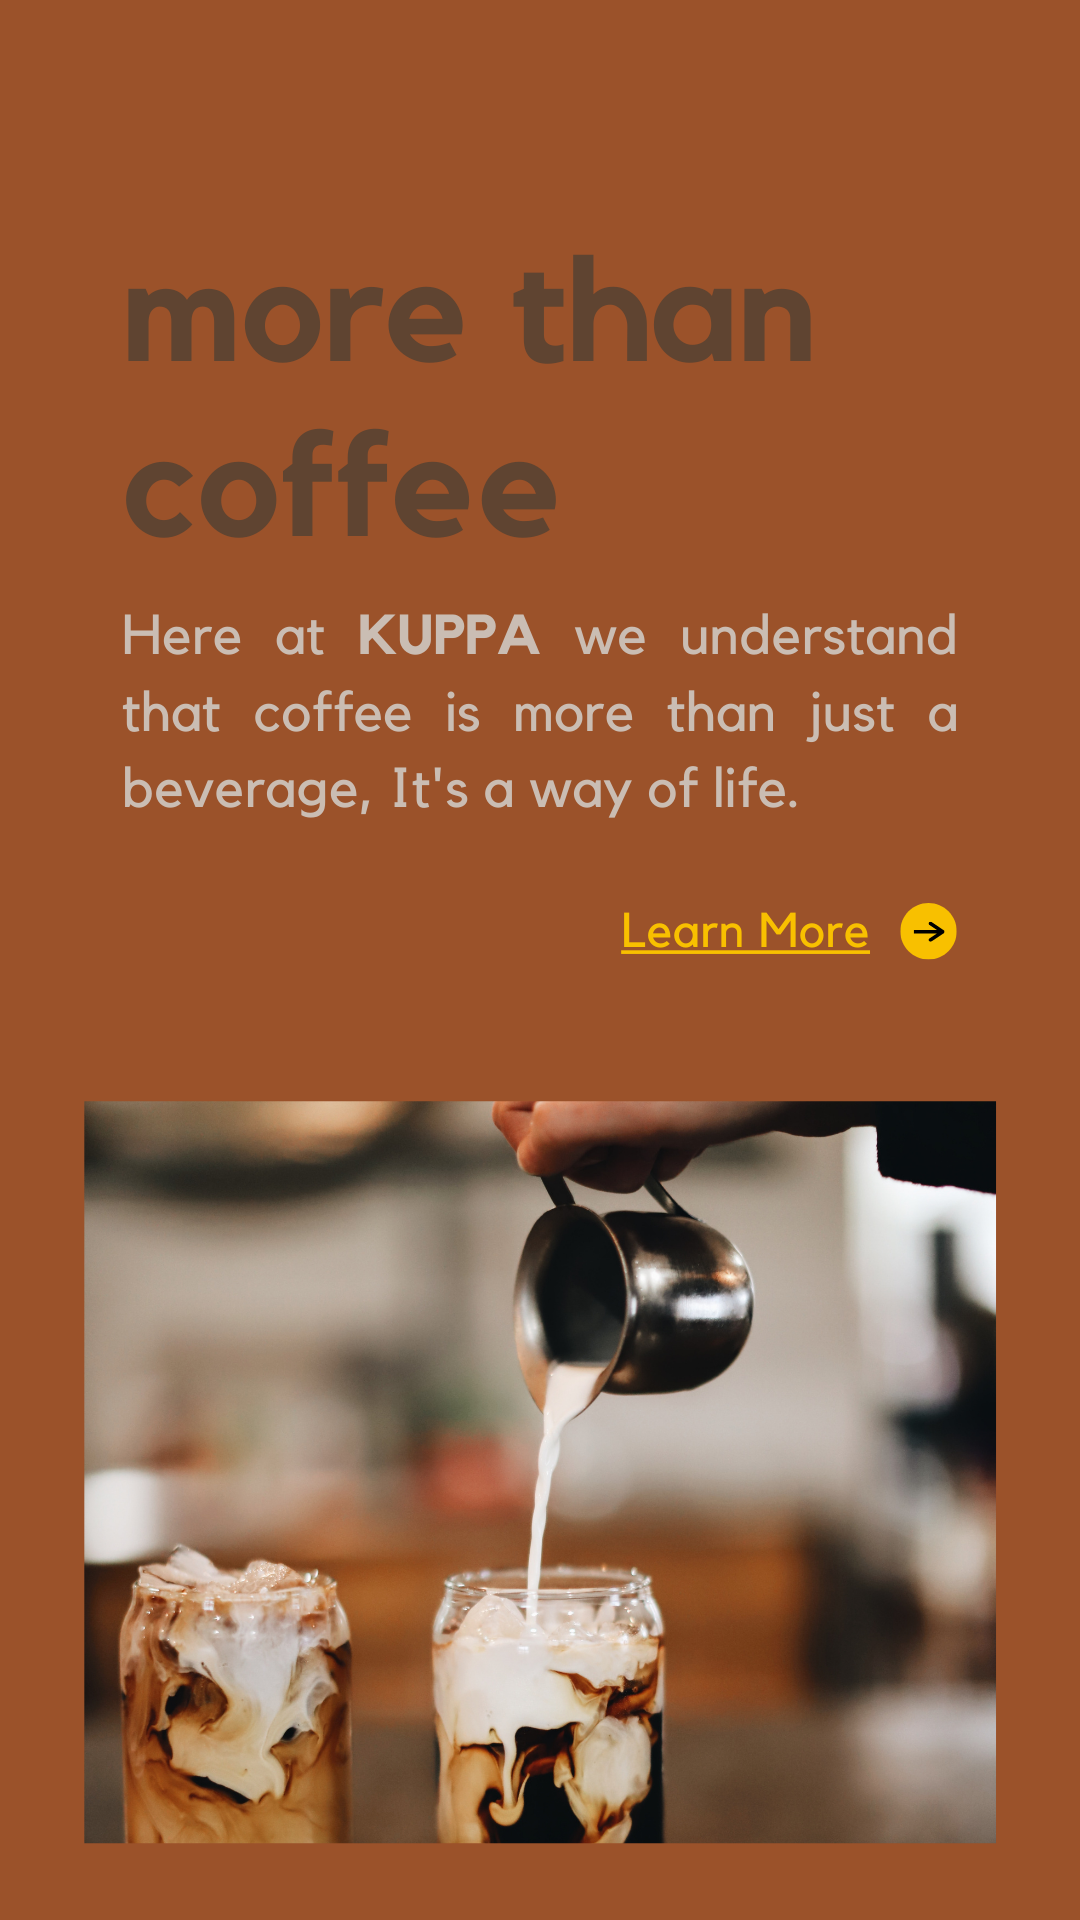 more than
coffee
Here at KUPPA we understand
that coffee is more than just a
beverage, It's a way of life.
Learn More